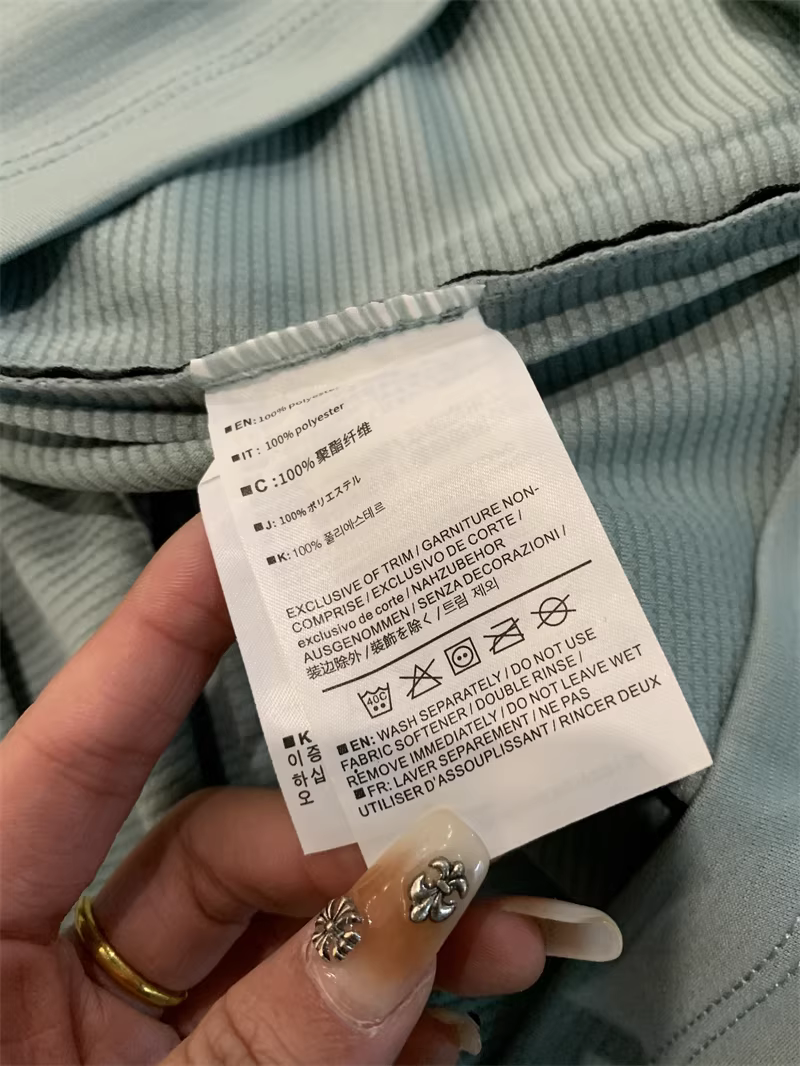 ■EN: 100% polyester
■IT : 100% polyester
■C :100% 聚酯纤维
■J: 100% ポリエステル
■K: 100% 폴리에스테르
EXCLUSIVE OF TRIM / GARNITURE NON-
COMPRISE / EXCLUSIVO DE CORTE /
exclusivo de corte / NAHZUBEHOR
AUSGENOMMEN / SENZA DECORAZIONI /
装边除外 / 装飾を除く / 트림 제외
40C
■EN: WASH SEPARATELY / DO NOT USE
FABRIC SOFTENER / DOUBLE RINSE /
REMOVE IMMEDIATELY / DO NOT LEAVE WET
■FR: LAVER SEPAREMENT / NE PAS
UTILISER D'ASSOUPLISSANT / RINCER DEUX
■K
이 중
하 십
오